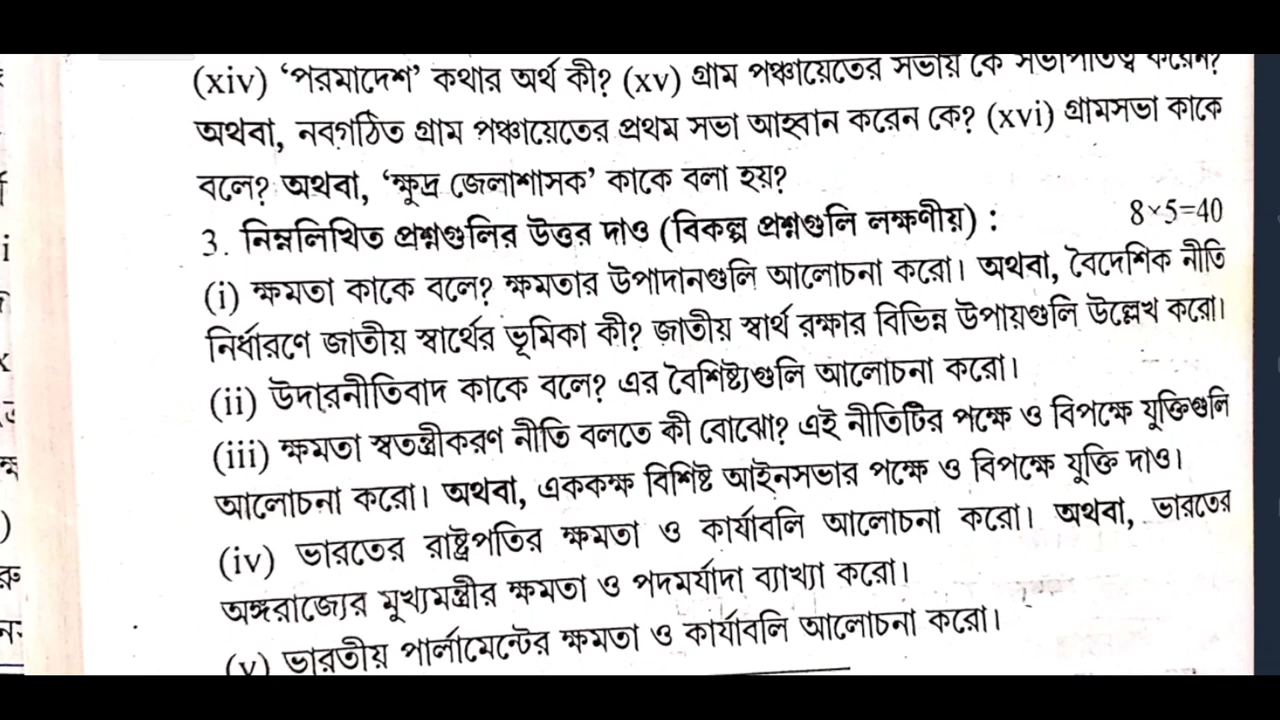 (xiv) ‘পরমাদেশ’ কথার অর্থ কী? (xv) গ্রাম পঞ্চায়েতের সভায় কে সভাপতিত্ব করেন?
অথবা, নবগঠিত গ্রাম পঞ্চায়েতের প্রথম সভা আহ্বান করেন কে? (xvi) গ্রামসভা কাকে
বলে? অথবা, ‘ক্ষুদ্র জেলাশাসক’ কাকে বলা হয়?
3. নিম্নলিখিত প্রশ্নগুলির উত্তর দাও (বিকল্প প্রশ্নগুলি লক্ষণীয়) : 8×5=40
(i) ক্ষমতা কাকে বলে? ক্ষমতার উপাদানগুলি আলোচনা করো। অথবা, বৈদেশিক নীতি
নির্ধারণে জাতীয় স্বার্থের ভূমিকা কী? জাতীয় স্বার্থ রক্ষার বিভিন্ন উপায়গুলি উল্লেখ করো।
(ii) উদারনীতিবাদ কাকে বলে? এর বৈশিষ্ট্যগুলি আলোচনা করো।
(iii) ক্ষমতা স্বতন্ত্রীকরণ নীতি বলতে কী বোঝো? এই নীতিটির পক্ষে ও বিপক্ষে যুক্তিগুলি
আলোচনা করো। অথবা, এককক্ষ বিশিষ্ট আইনসভার পক্ষে ও বিপক্ষে যুক্তি দাও।
(iv) ভারতের রাষ্ট্রপতির ক্ষমতা ও কার্যাবলি আলোচনা করো। অথবা, ভারতের
অঙ্গরাজ্যের মুখ্যমন্ত্রীর ক্ষমতা ও পদমর্যাদা ব্যাখ্যা করো।
(v) ভারতীয় পার্লামেন্টের ক্ষমতা ও কার্যাবলি আলোচনা করো।